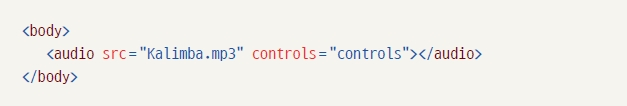 <body>
<audio src="Kalimba.mp3" controls="controls"></audio>
</body>